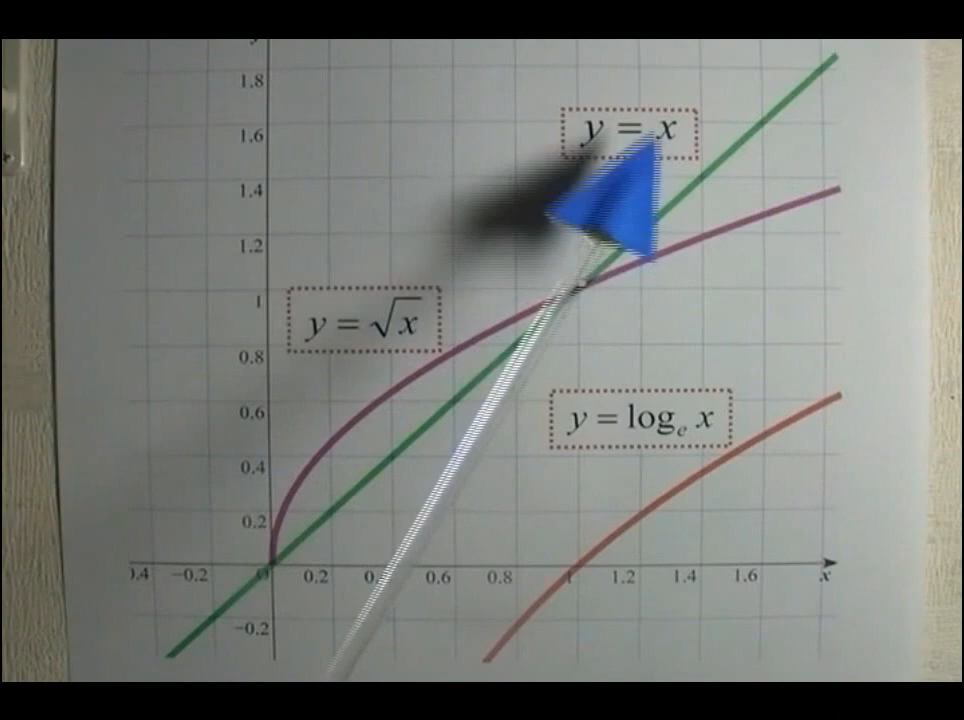 1.8
1.6
y = x
1.4
1.2
1
y = √x
0.8
0.6
y = logₑ x
0.4
0.2
−0.2 O 0.2 0.6 0.8 1 1.2 1.4 1.6 x
−0.2